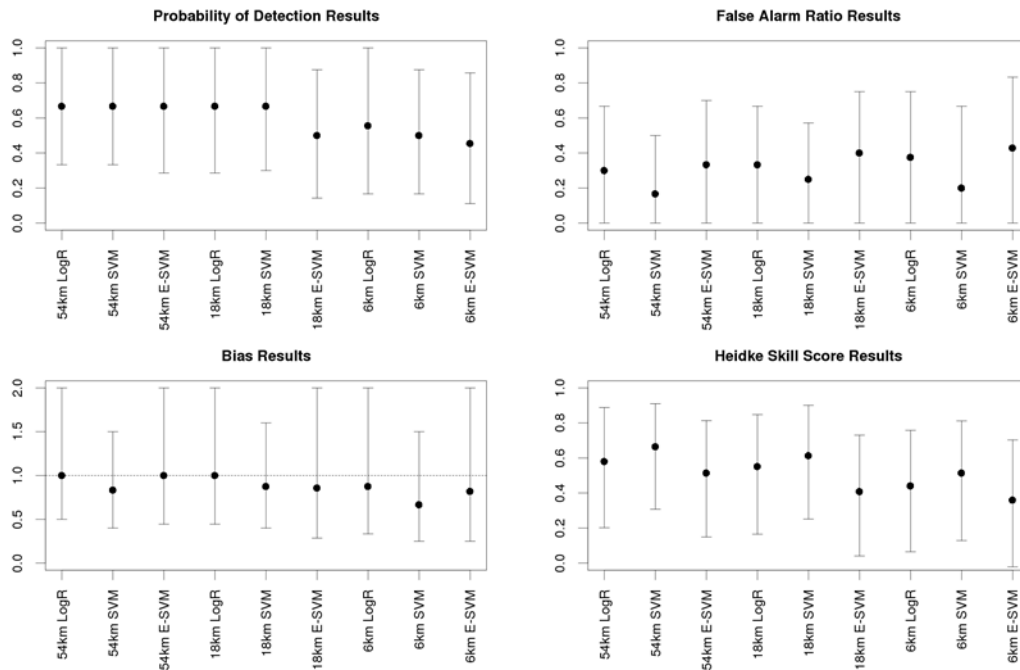 Probability of Detection Results
1.0
0.8
0.6
0.4
0.2
0.0
54km LogR
54km SVM
54km E-SVM
18km LogR
18km SVM
18km E-SVM
6km LogR
6km SVM
6km E-SVM
False Alarm Ratio Results
1.0
0.8
0.6
0.4
0.2
0.0
54km LogR
54km SVM
54km E-SVM
18km LogR
18km SVM
18km E-SVM
6km LogR
6km SVM
6km E-SVM
Bias Results
2.0
1.5
1.0
0.5
0.0
54km LogR
54km SVM
54km E-SVM
18km LogR
18km SVM
18km E-SVM
6km LogR
6km SVM
6km E-SVM
Heidke Skill Score Results
1.0
0.8
0.6
0.4
0.2
0.0
54km LogR
54km SVM
54km E-SVM
18km LogR
18km SVM
18km E-SVM
6km LogR
6km SVM
6km E-SVM